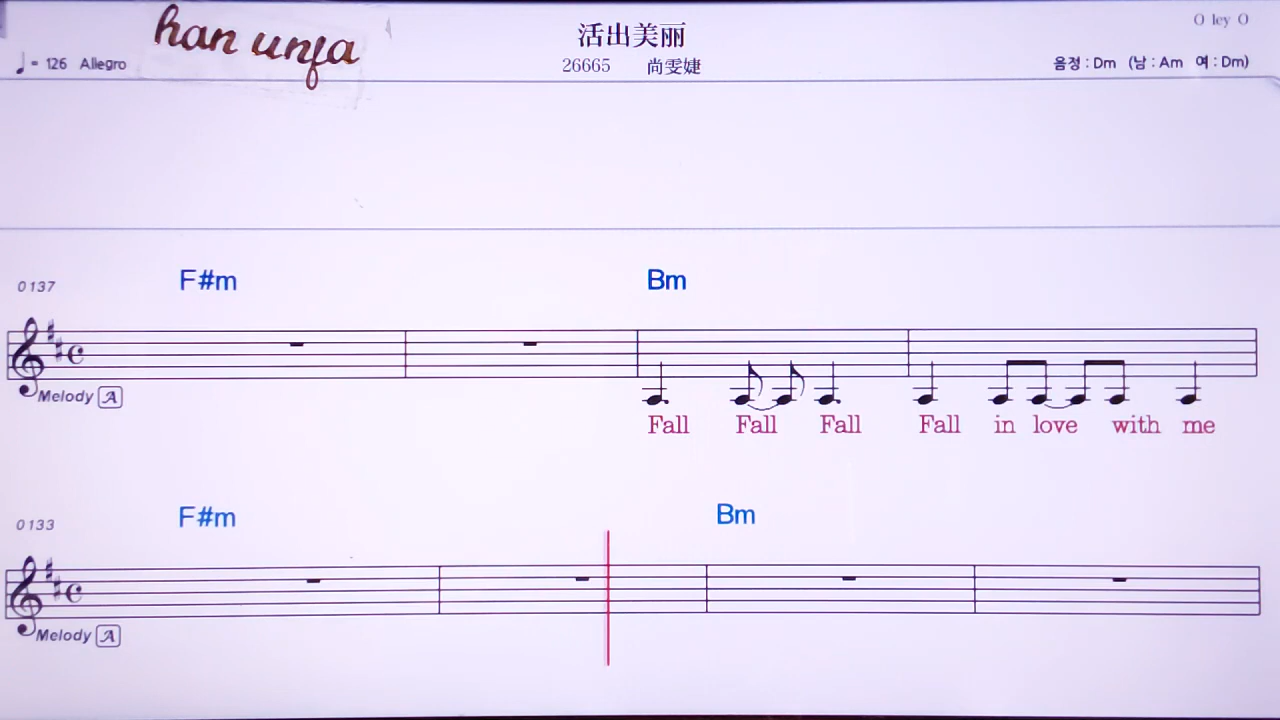 han unfa
活出美丽
O ley O
♩= 126 Allegro
26665 尚雯婕
음정 : Dm (남 : Am 여 : Dm)
0137
F#m Bm
Melody A
Fall Fall Fall Fall in love with me
0133
F#m Bm
Melody A